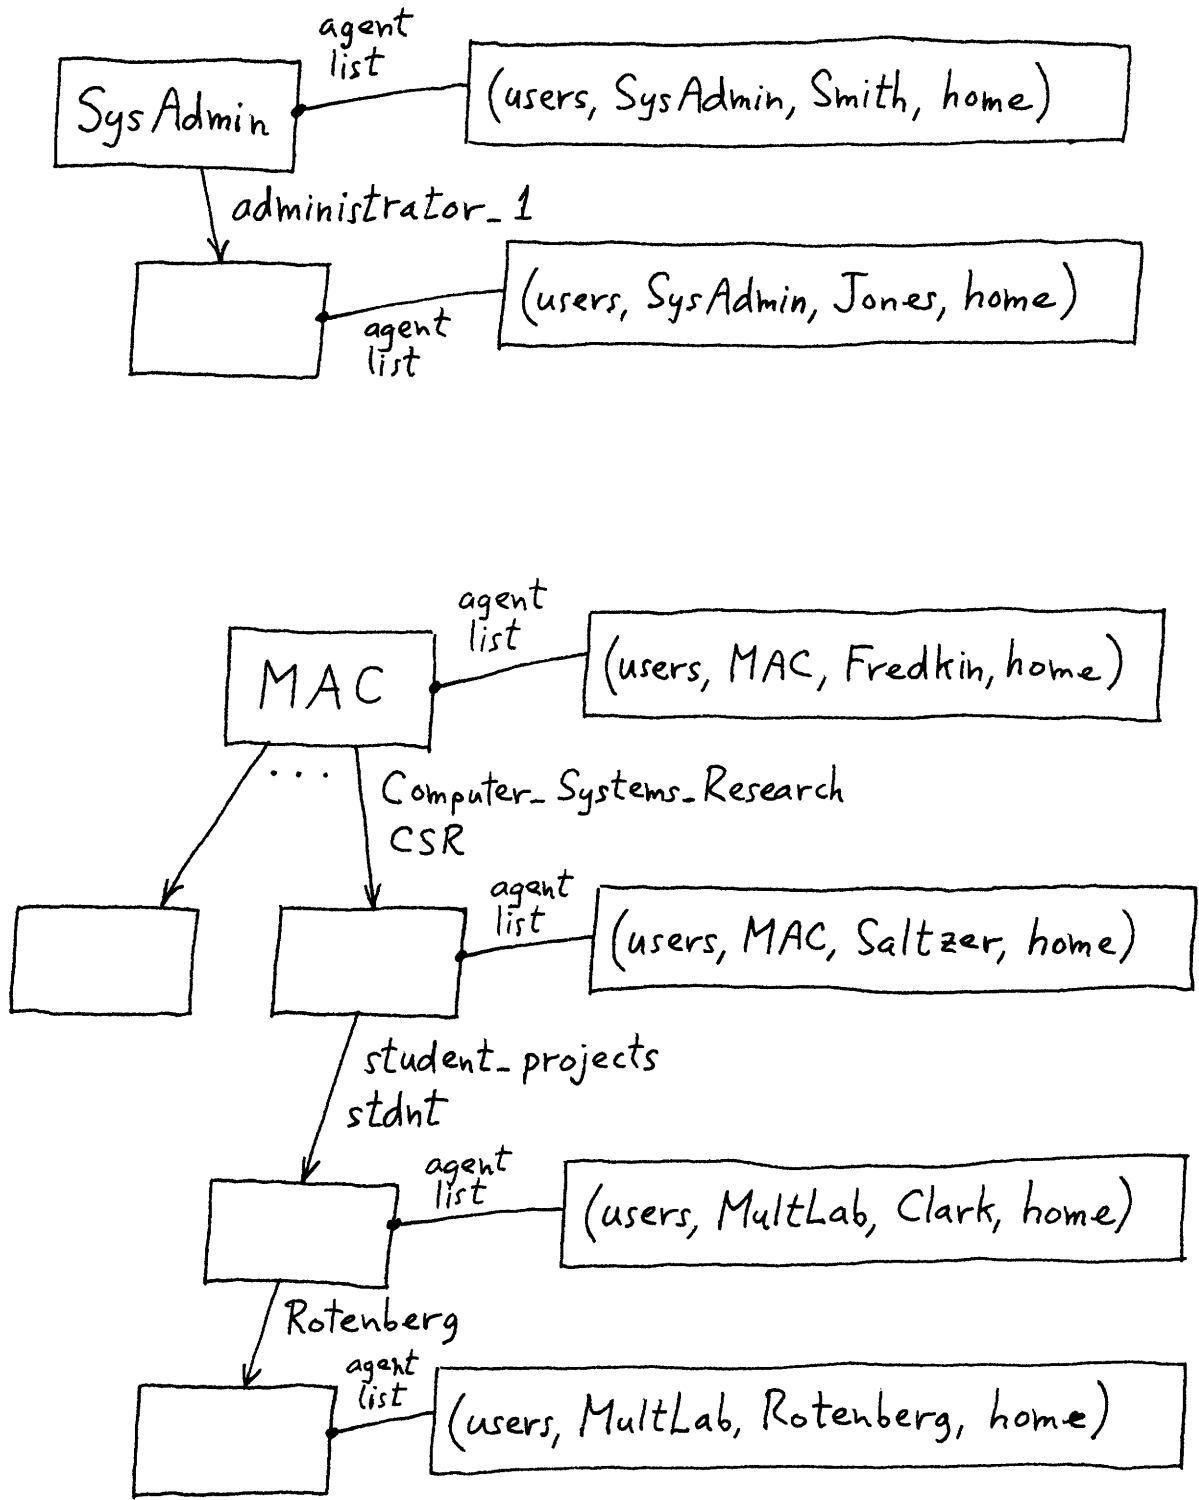 agent
list
SysAdmin
(users, SysAdmin, Smith, home)
administrator_1
(users, SysAdmin, Jones, home)
agent
list
agent
list
MAC
(users, MAC, Fredkin, home)
...
Computer_Systems_Research
CSR
agent
list
(users, MAC, Saltzer, home)
student_projects
stdnt
agent
list
(users, MultLab, Clark, home)
Rotenberg
agent
list
(users, MultLab, Rotenberg, home)